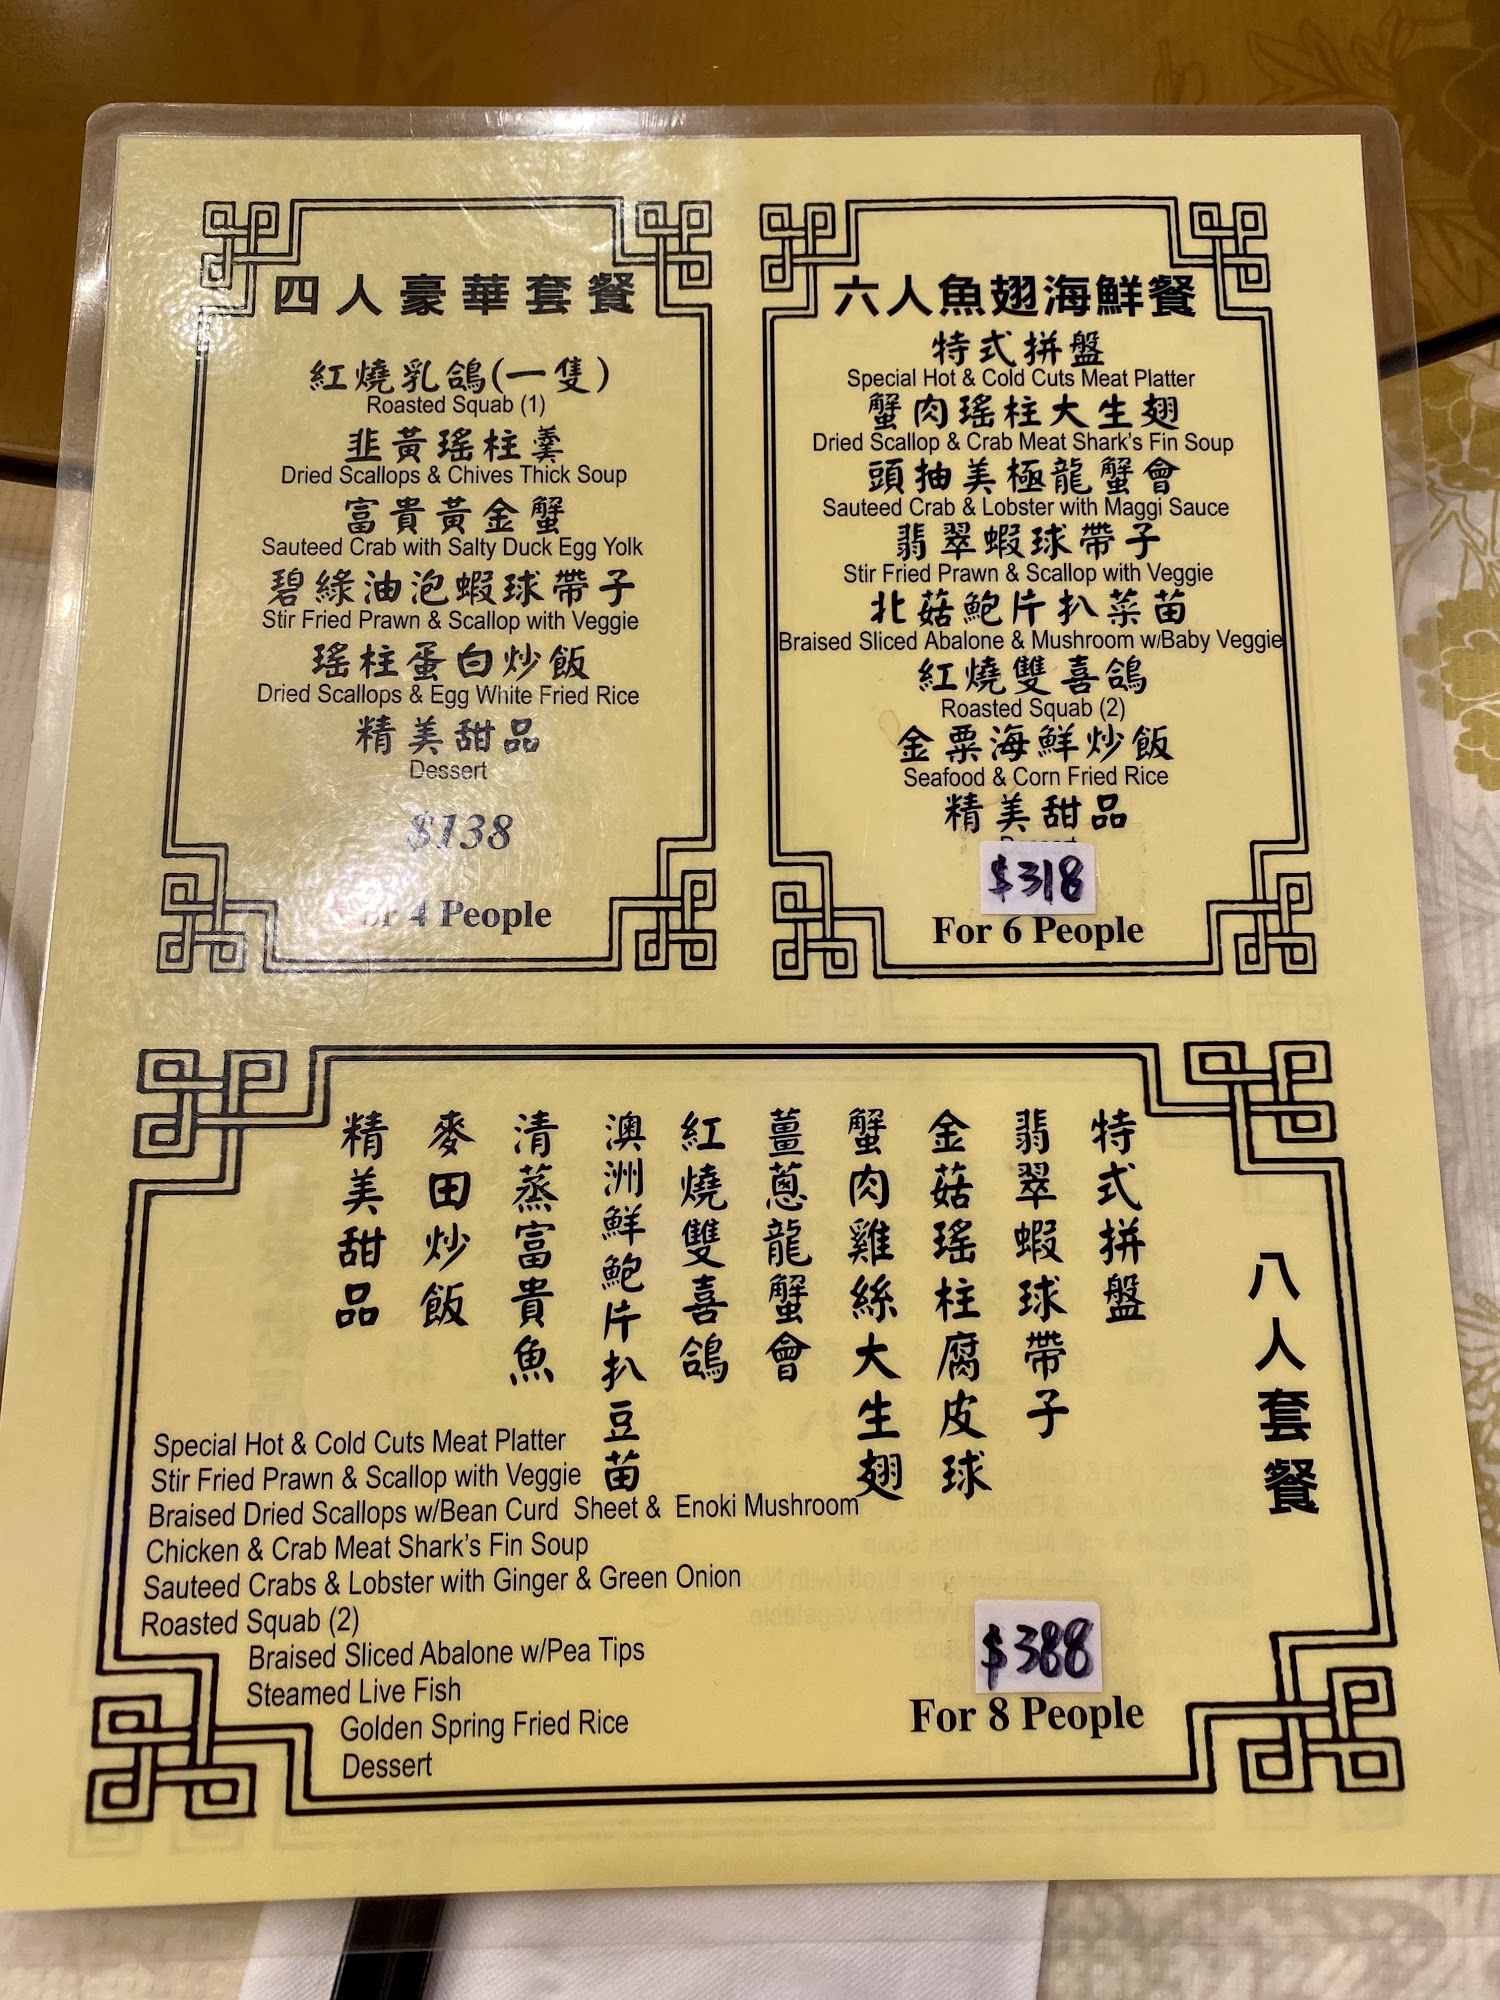 四人豪華套餐
紅燒乳鴿(一隻)
Roasted Squab (1)
韭黃瑤柱羹
Dried Scallops & Chives Thick Soup
富貴黃金蟹
Sauteed Crab with Salty Duck Egg Yolk
碧綠油泡蝦球帶子
Stir Fried Prawn & Scallop with Veggie
瑤柱蛋白炒飯
Dried Scallops & Egg White Fried Rice
精美甜品
Dessert
$138
4 People
六人魚翅海鮮餐
特式拼盤
Special Hot & Cold Cuts Meat Platter
蟹肉瑤柱大生翅
Dried Scallop & Crab Meat Shark's Fin Soup
頭抽美極龍蟹會
Sauteed Crab & Lobster with Maggi Sauce
翡翠蝦球帶子
Stir Fried Prawn & Scallop with Veggie
北菇鮑片扒菜苗
Braised Sliced Abalone & Mushroom w/Baby Veggie
紅燒雙喜鴿
Roasted Squab (2)
金粟海鮮炒飯
Seafood & Corn Fried Rice
精美甜品
$318
For 6 People
八人套餐
特式拼盤
翡翠蝦球帶子
金菇瑤柱腐皮球
蟹肉雞絲大生翅
薑蔥龍蟹會
紅燒雙喜鴿
澳洲鮮鮑片扒豆苗
清蒸富貴魚
麥田炒飯
精美甜品
Special Hot & Cold Cuts Meat Platter
Stir Fried Prawn & Scallop with Veggie
Braised Dried Scallops w/Bean Curd Sheet & Enoki Mushroom
Chicken & Crab Meat Shark's Fin Soup
Sauteed Crabs & Lobster with Ginger & Green Onion
Roasted Squab (2)
Braised Sliced Abalone w/Pea Tips
Steamed Live Fish
Golden Spring Fried Rice
Dessert
$388
For 8 People